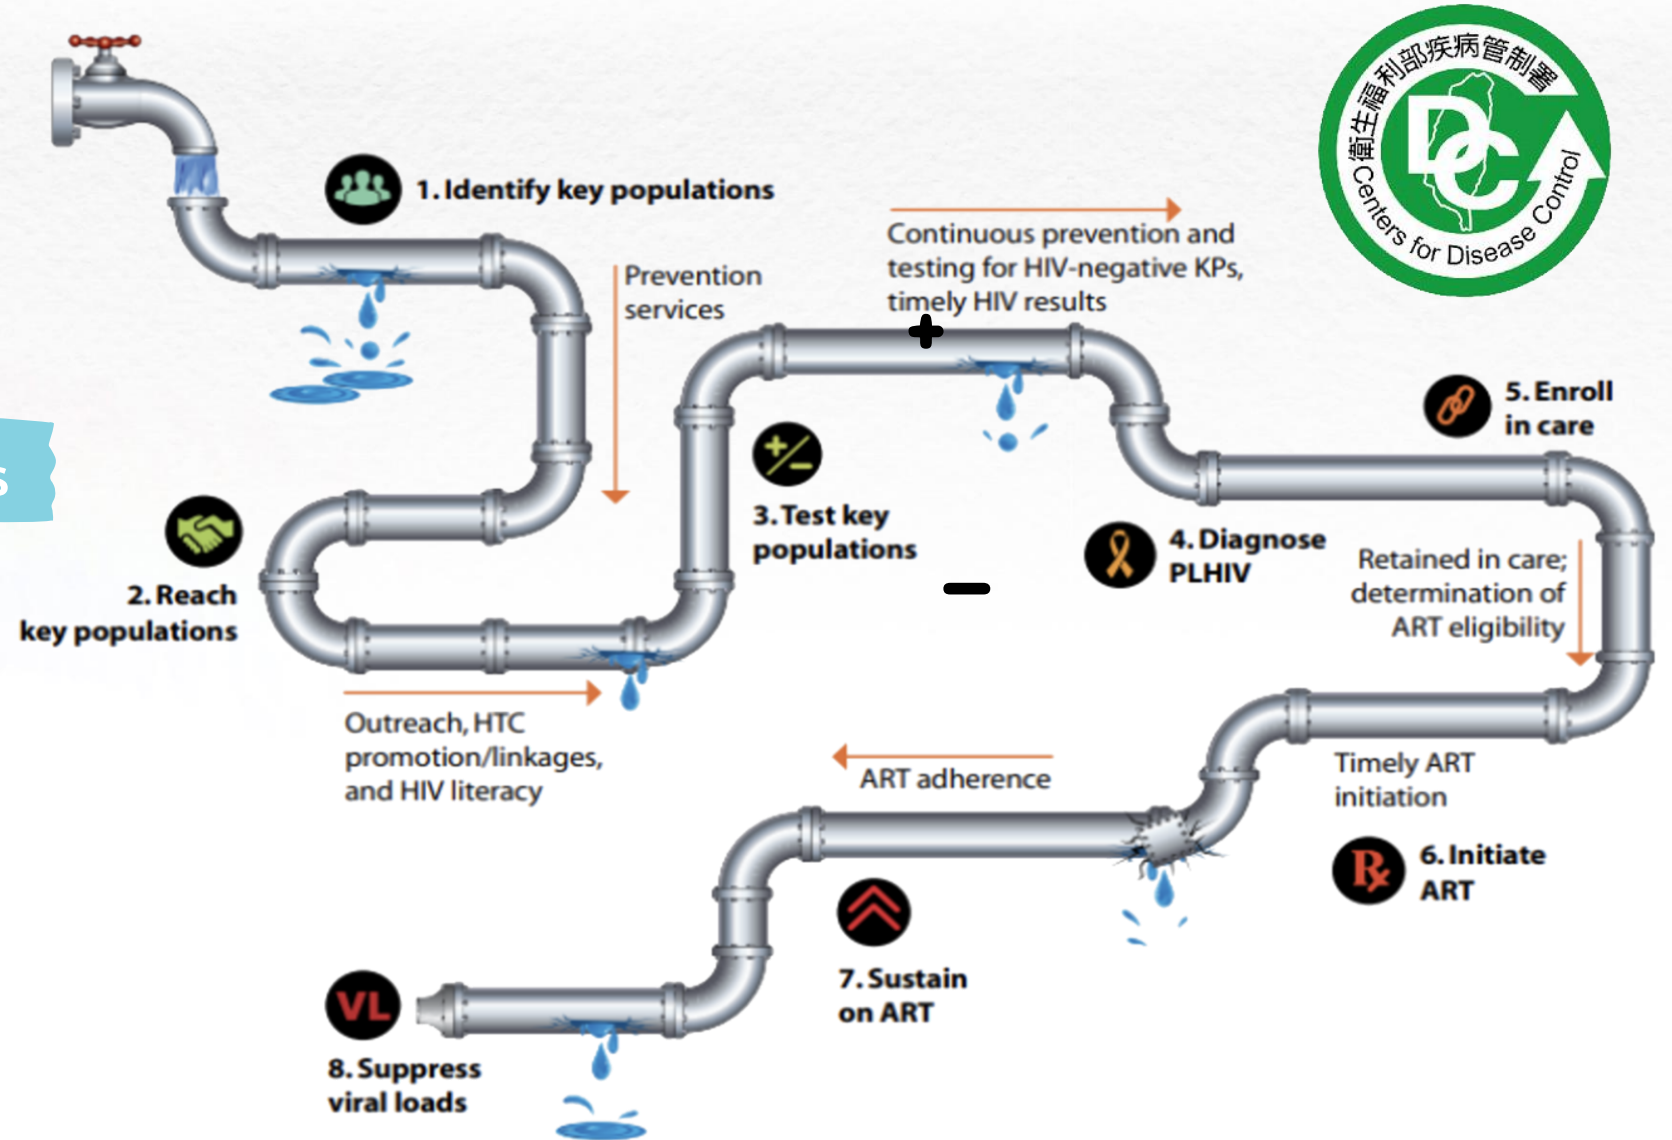 衛生福利部疾病管制署
DC
Centers for Disease Control
1. Identify key populations
Prevention
services
Continuous prevention and
testing for HIV-negative KPs,
timely HIV results
+
5. Enroll
in care
S
+/−
3. Test key
populations
2. Reach
key populations
−
4. Diagnose
PLHIV
Retained in care;
determination of
ART eligibility
Outreach, HTC
promotion/linkages,
and HIV literacy
ART adherence
Timely ART
initiation
Rx
6. Initiate
ART
7. Sustain
on ART
VL
8. Suppress
viral loads